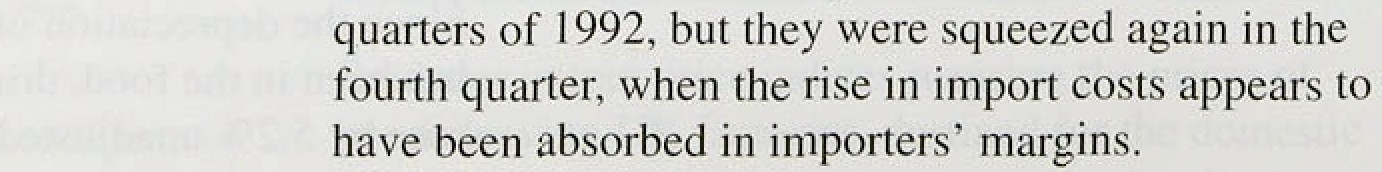 quarters of 1992, but they were squeezed again in the
fourth quarter, when the rise in import costs appears to
have been absorbed in importers' margins.